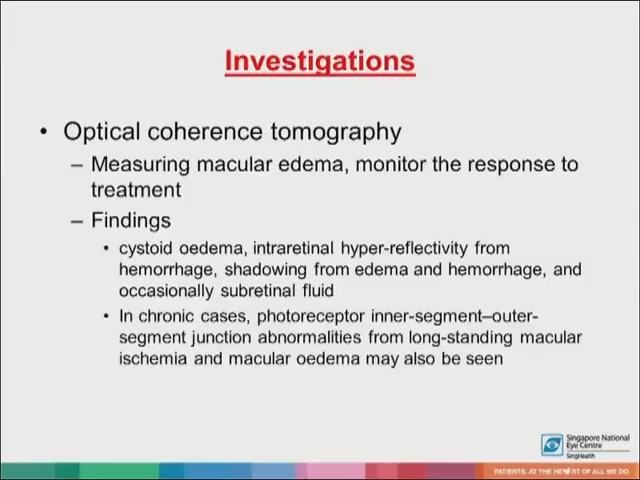 Investigations
• Optical coherence tomography
– Measuring macular edema, monitor the response to
treatment
– Findings
• cystoid oedema, intraretinal hyper-reflectivity from
hemorrhage, shadowing from edema and hemorrhage, and
occasionally subretinal fluid
• In chronic cases, photoreceptor inner-segment–outer-
segment junction abnormalities from long-standing macular
ischemia and macular oedema may also be seen
Singapore National
Eye Centre
SingHealth
PATIENTS. AT THE HE♥RT OF ALL WE DO.